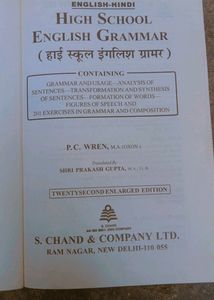 ENGLISH-HINDI
HIGH SCHOOL
ENGLISH GRAMMAR
( हाई स्कूल इंगलिश ग्रामर )
CONTAINING
GRAMMAR AND USAGE—ANALYSIS OF
SENTENCES—TRANSFORMATION AND SYNTHESIS
OF SENTENCES—FORMATION OF WORDS—
FIGURES OF SPEECH AND
EXERCISES IN GRAMMAR AND COMPOSITION
P.C. WREN, M.A. (OXON.)
Translated By
SHRI PRAKASH GUPTA,
TWENTYSECOND ENLARGED EDITION
S. CHAND
S. CHAND & COMPANY LTD.
RAM NAGAR, NEW DELHI-110 055